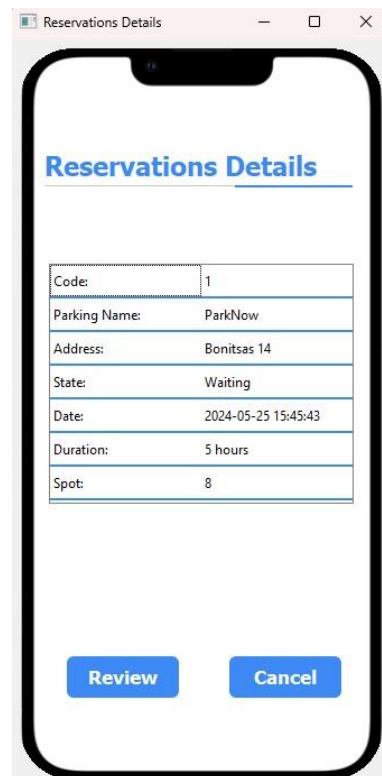 Reservations Details
Reservations Details
Code: 1
Parking Name: ParkNow
Address: Bonitsas 14
State: Waiting
Date: 2024-05-25 15:45:43
Duration: 5 hours
Spot: 8
Review Cancel